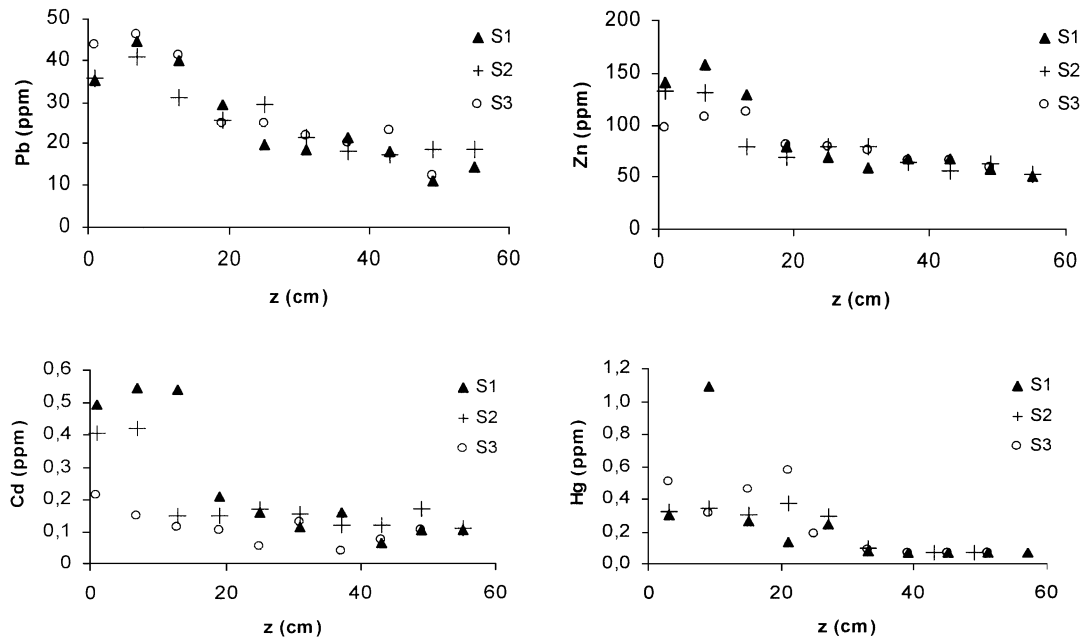 50
40
30
20
10
0
Pb (ppm)
0 20 40 60
z (cm)
S1
S2
S3
200
150
100
50
0
Zn (ppm)
0 20 40 60
z (cm)
S1
S2
S3
0,6
0,5
0,4
0,3
0,2
0,1
0
Cd (ppm)
0 20 40 60
z (cm)
S1
S2
S3
1,2
1,0
0,8
0,6
0,4
0,2
0,0
Hg (ppm)
0 20 40 60
z (cm)
S1
S2
S3